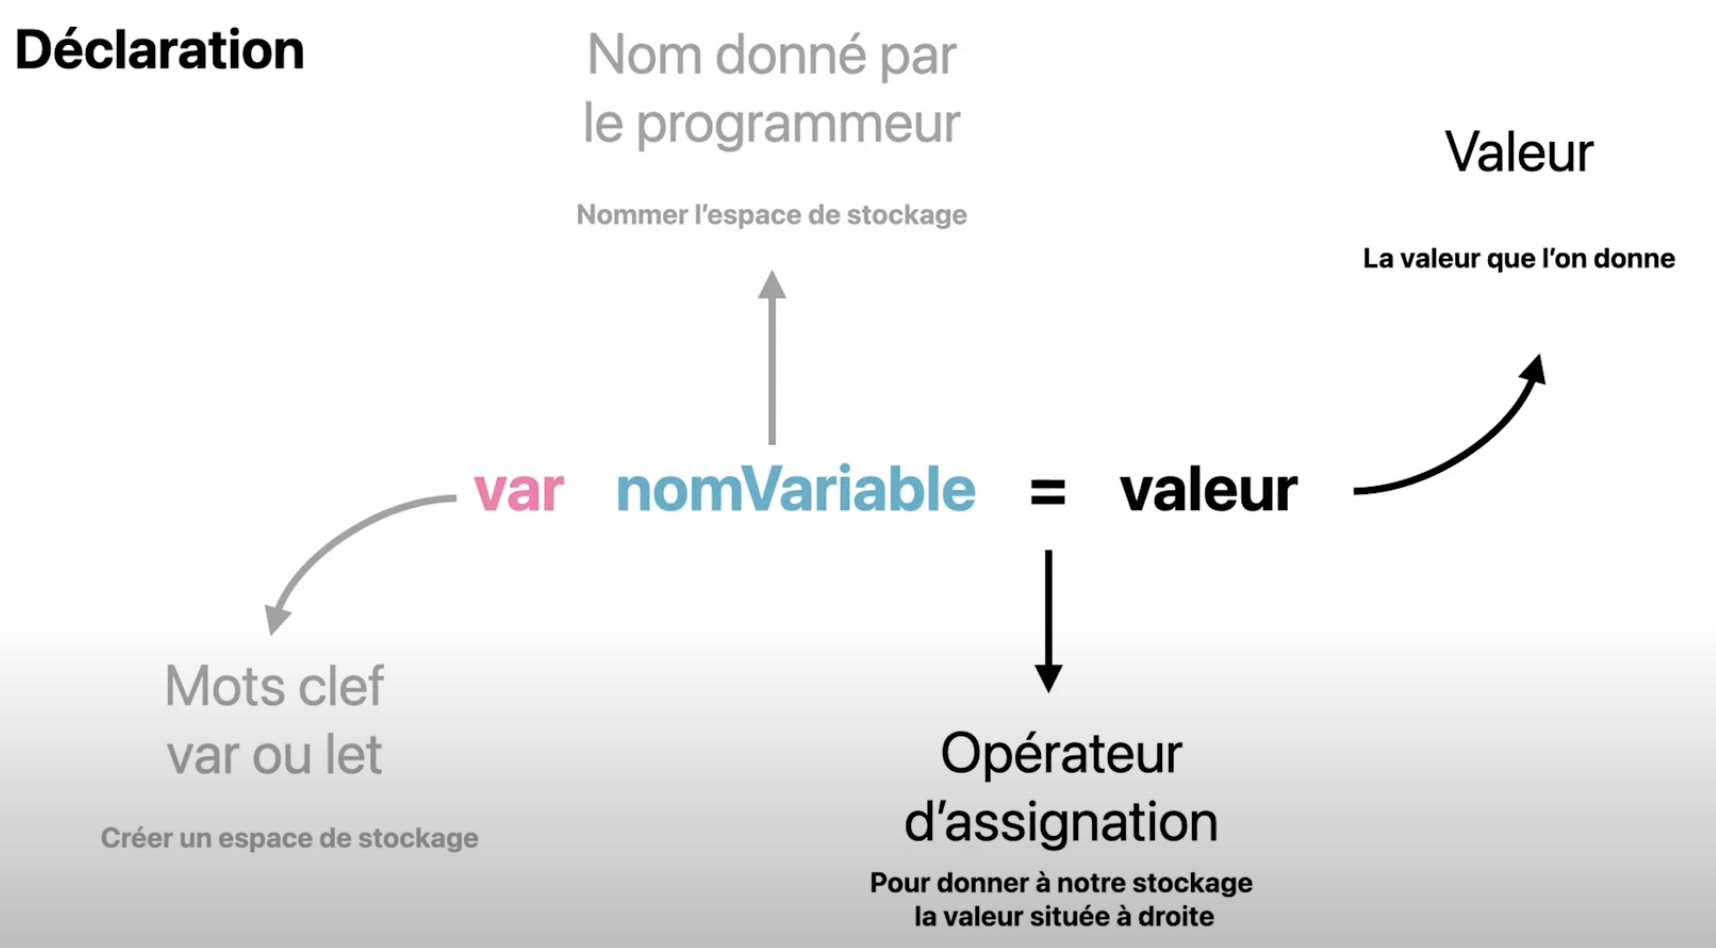 Déclaration
Nom donné par
le programmeur
Nommer l'espace de stockage
Valeur
La valeur que l'on donne
var nomVariable = valeur
Mots clef
var ou let
Créer un espace de stockage
Opérateur
d'assignation
Pour donner à notre stockage
la valeur située à droite